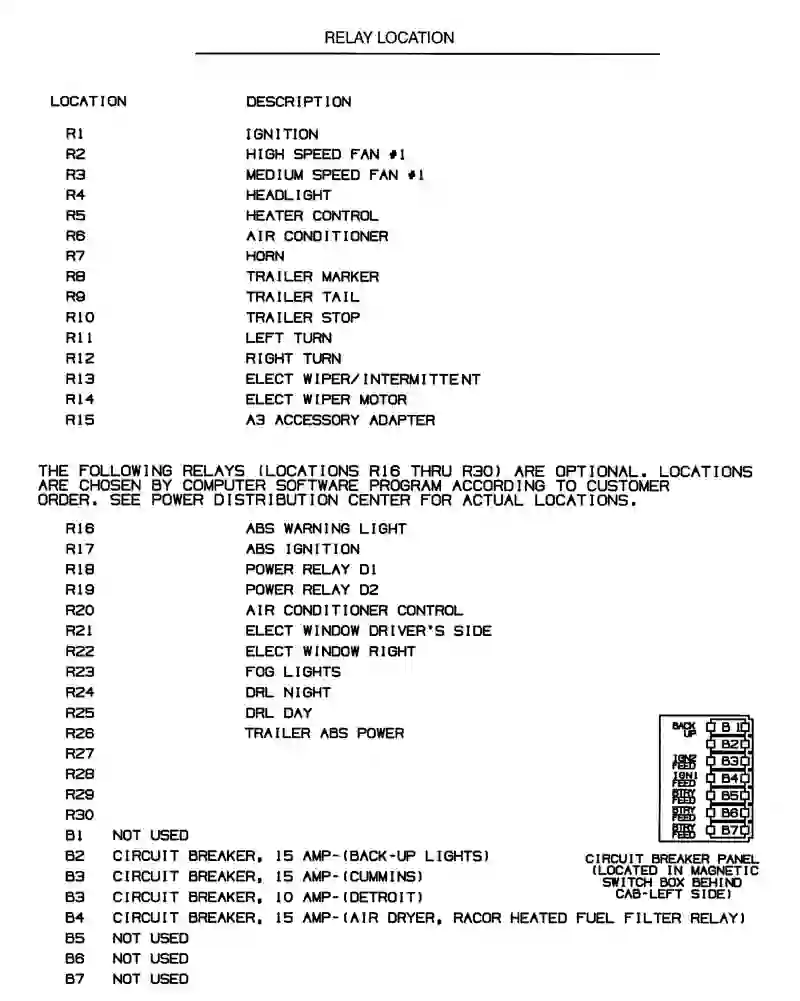 RELAY LOCATION
LOCATION DESCRIPTION
R1 IGNITION
R2 HIGH SPEED FAN #1
R3 MEDIUM SPEED FAN #1
R4 HEADLIGHT
R5 HEATER CONTROL
R6 AIR CONDITIONER
R7 HORN
R8 TRAILER MARKER
R9 TRAILER TAIL
R10 TRAILER STOP
R11 LEFT TURN
R12 RIGHT TURN
R13 ELECT WIPER/INTERMITTENT
R14 ELECT WIPER MOTOR
R15 A3 ACCESSORY ADAPTER
THE FOLLOWING RELAYS (LOCATIONS R16 THRU R30) ARE OPTIONAL. LOCATIONS
ARE CHOSEN BY COMPUTER SOFTWARE PROGRAM ACCORDING TO CUSTOMER
ORDER. SEE POWER DISTRIBUTION CENTER FOR ACTUAL LOCATIONS.
R16 ABS WARNING LIGHT
R17 ABS IGNITION
R18 POWER RELAY D1
R19 POWER RELAY D2
R20 AIR CONDITIONER CONTROL
R21 ELECT WINDOW DRIVER'S SIDE
R22 ELECT WINDOW RIGHT
R23 FOG LIGHTS
R24 DRL NIGHT
R25 DRL DAY
R26 TRAILER ABS POWER
R27
R28
R29
R30
B1 NOT USED
B2 CIRCUIT BREAKER, 15 AMP-(BACK-UP LIGHTS)
B3 CIRCUIT BREAKER, 15 AMP-(CUMMINS)
B3 CIRCUIT BREAKER, 10 AMP-(DETROIT)
B4 CIRCUIT BREAKER, 15 AMP-(AIR DRYER, RACOR HEATED FUEL FILTER RELAY)
B5 NOT USED
B6 NOT USED
B7 NOT USED
BACK UP B1
B2
IGN2 FEED B3
IGN1 FEED B4
BTRY FEED B5
BTRY FEED B6
BTRY FEED B7
CIRCUIT BREAKER PANEL
(LOCATED IN MAGNETIC
SWITCH BOX BEHIND
CAB-LEFT SIDE)